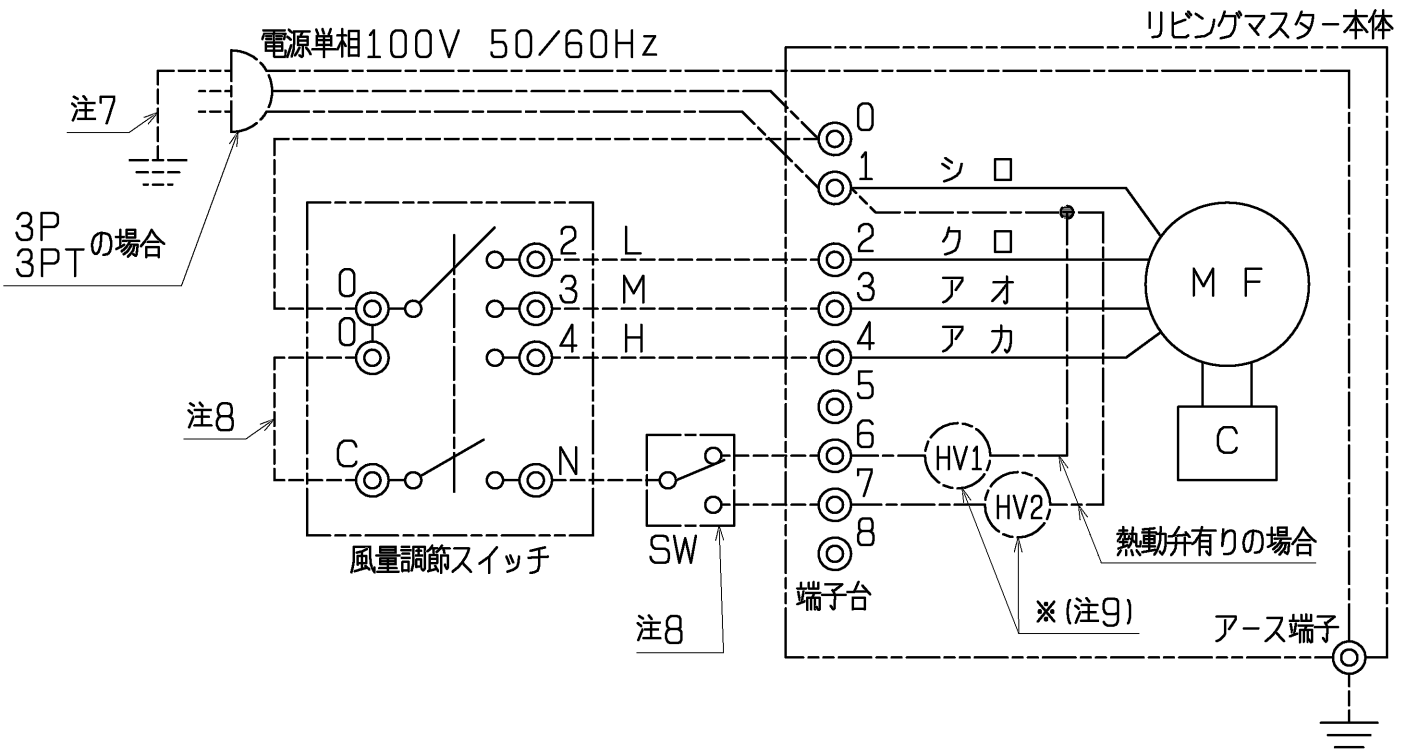 リビングマスター本体
電源単相100V 50/60Hz
注7
3P
3PT
の場合
0
1
2
3
4
5
6
7
8
シロ
クロ
アオ
アカ
MF
C
0
0
C
2
3
4
N
L
M
H
注8
風量調節スイッチ
SW
注8
HV1
HV2
熱動弁有りの場合
端子台
※(注9)
アース端子